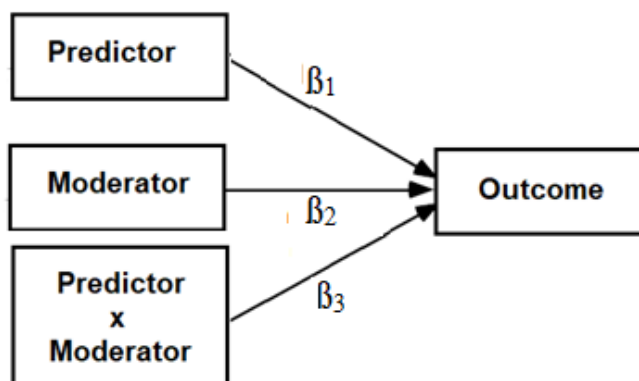 Predictor
ß1
Moderator
ß2
Outcome
Predictor
x
Moderator
ß3